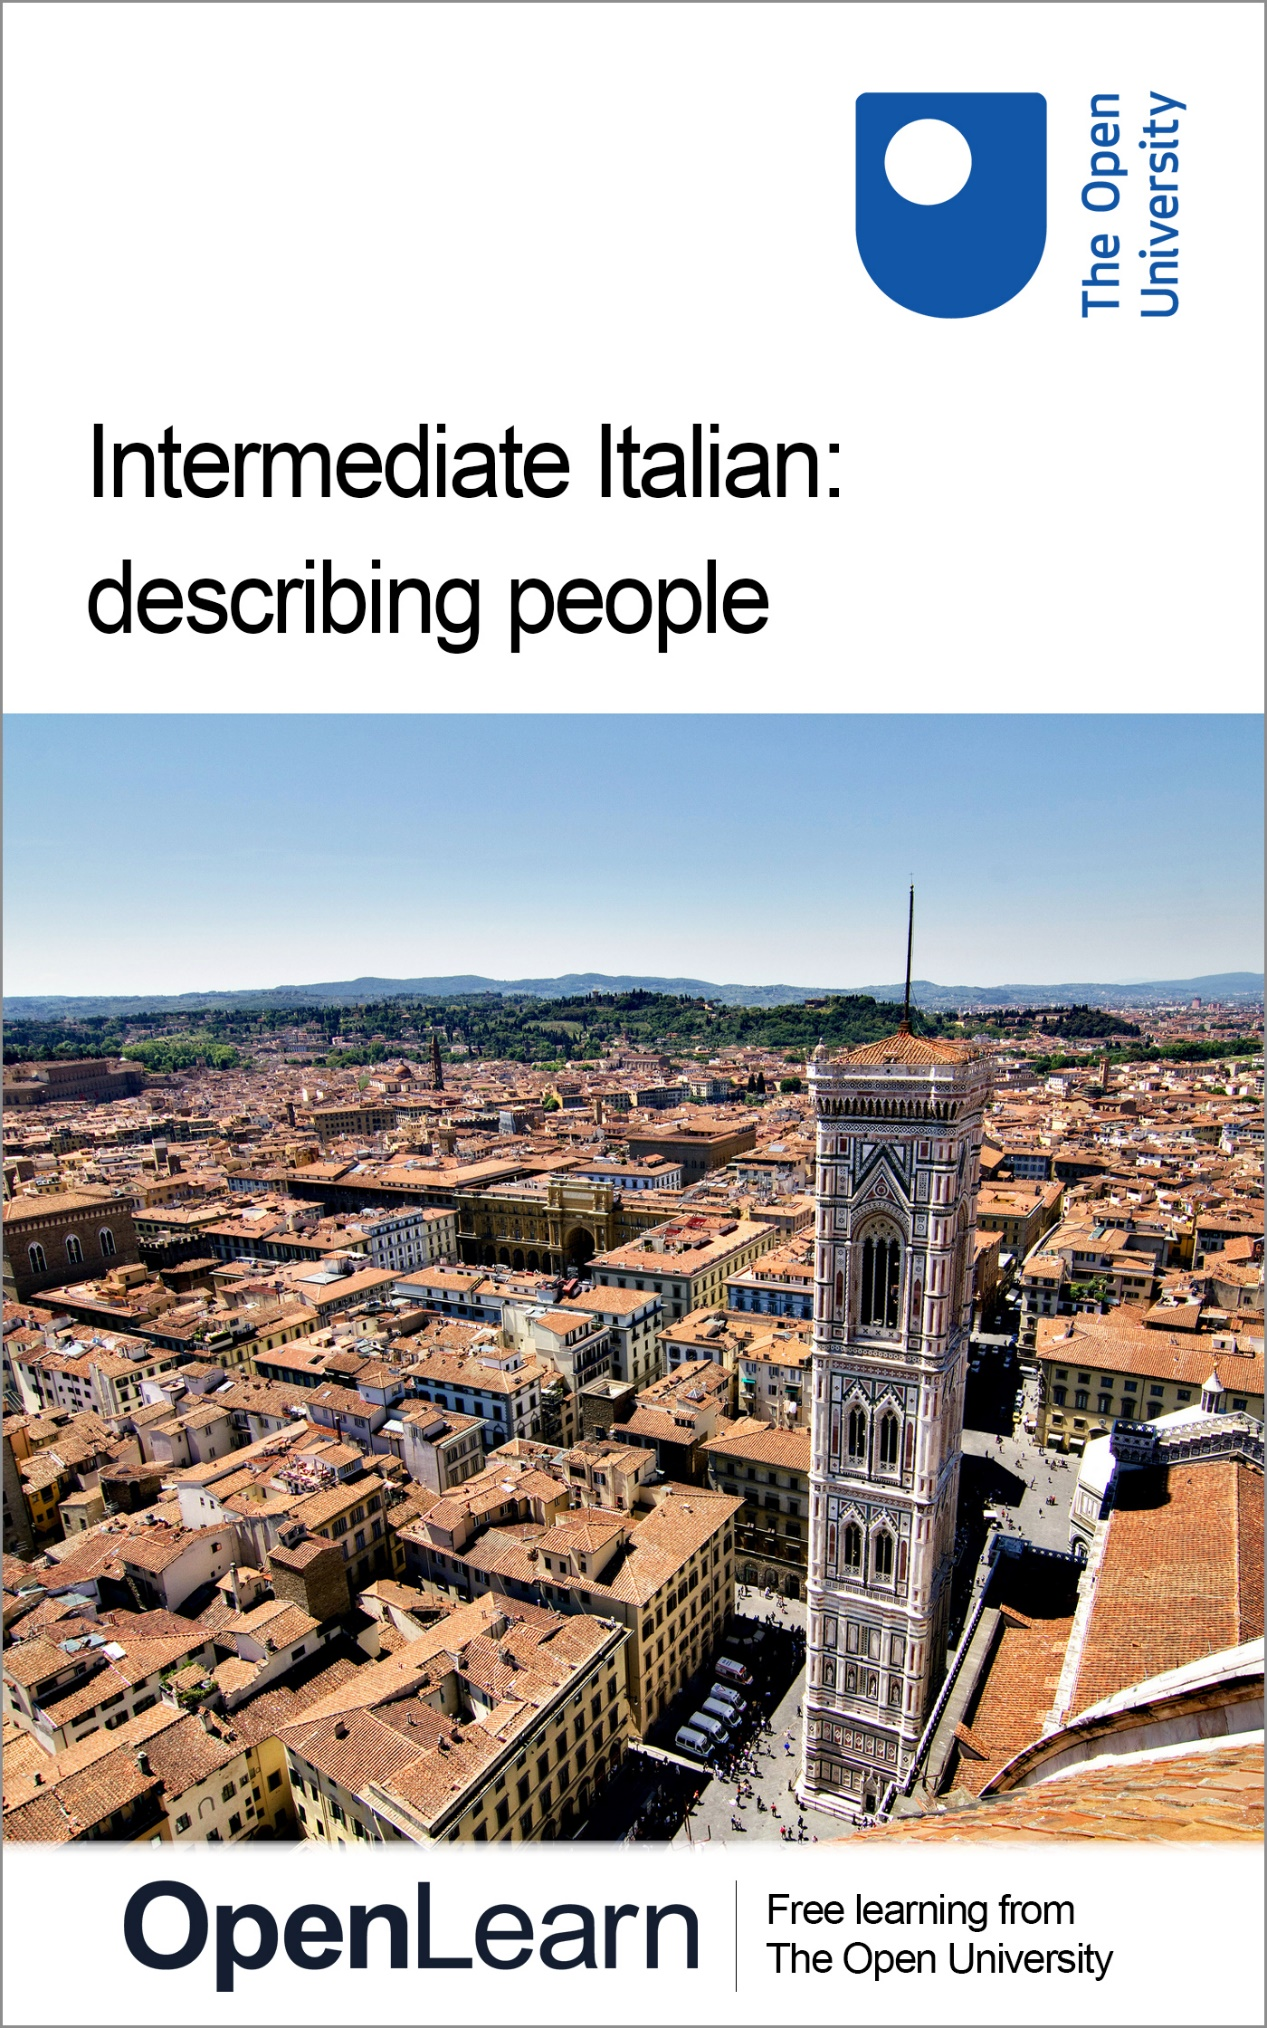 The Open
University
Intermediate Italian:
describing people
OpenLearn
Free learning from
The Open University